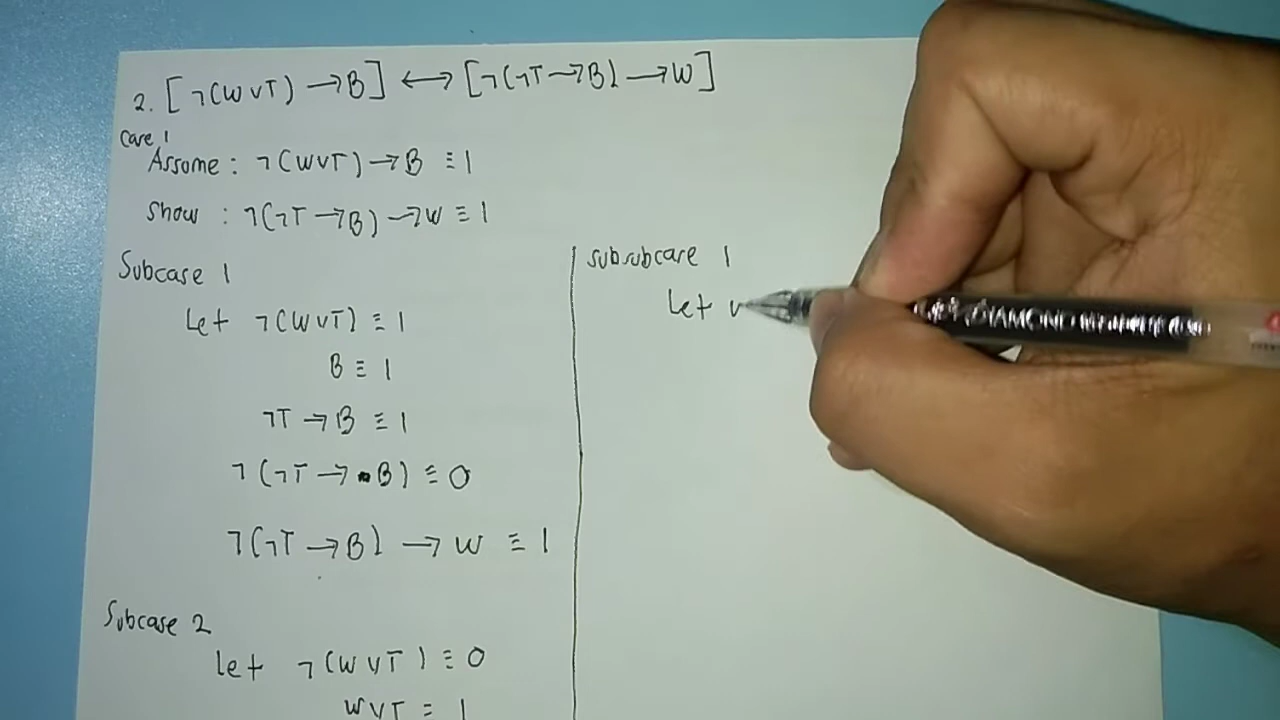 2. [¬(W∨T) → B] ↔ [¬(¬T → B) → W]
Case 1
Assume : ¬(W∨T) → B ≡ 1
Show : ¬(¬T → B) → W ≡ 1
Subcase 1
Let ¬(W∨T) ≡ 1
B ≡ 1
¬T → B ≡ 1
¬(¬T → B) ≡ 0
¬(¬T → B) → W ≡ 1
Subcase 2
let ¬(W∨T) ≡ 0
W∨T ≡ 1
subsubcase 1
Let
DIAMOND